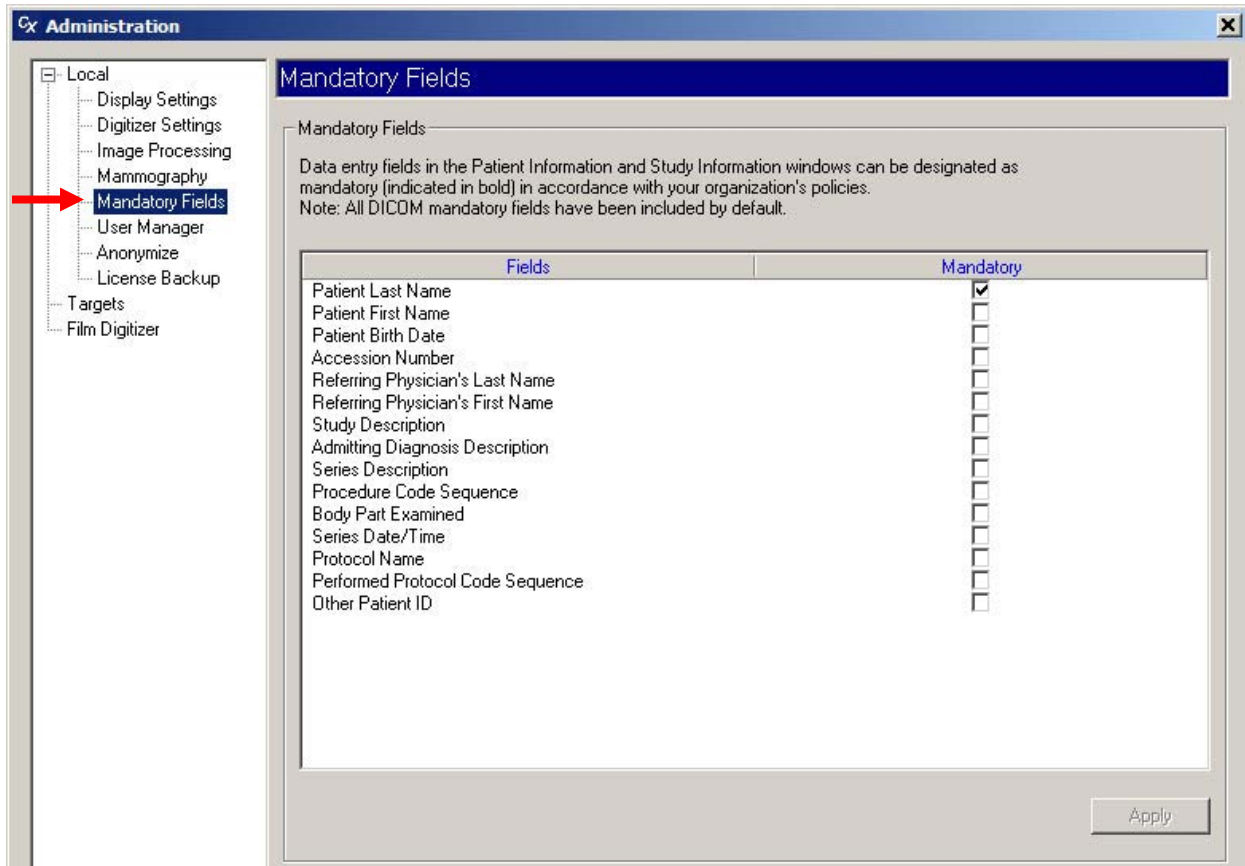 Cx Administration
Local
Display Settings
Digitizer Settings
Image Processing
Mammography
Mandatory Fields
User Manager
Anonymize
License Backup
Targets
Film Digitizer
Mandatory Fields
Mandatory Fields
Data entry fields in the Patient Information and Study Information windows can be designated as
mandatory (indicated in bold) in accordance with your organization's policies.
Note: All DICOM mandatory fields have been included by default.
Fields Mandatory
Patient Last Name
Patient First Name
Patient Birth Date
Accession Number
Referring Physician's Last Name
Referring Physician's First Name
Study Description
Admitting Diagnosis Description
Series Description
Procedure Code Sequence
Body Part Examined
Series Date/Time
Protocol Name
Performed Protocol Code Sequence
Other Patient ID
Apply